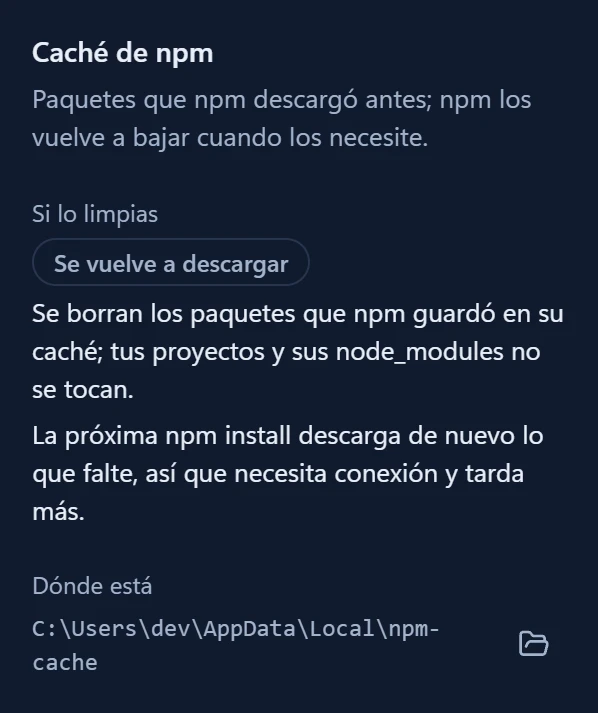 Caché de npm
Paquetes que npm descargó antes; npm los
vuelve a bajar cuando los necesite.
Si lo limpias
Se vuelve a descargar
Se borran los paquetes que npm guardó en su
caché; tus proyectos y sus node_modules no
se tocan.
La próxima npm install descarga de nuevo lo
que falte, así que necesita conexión y tarda
más.
Dónde está
C:\Users\dev\AppData\Local\npm-
cache